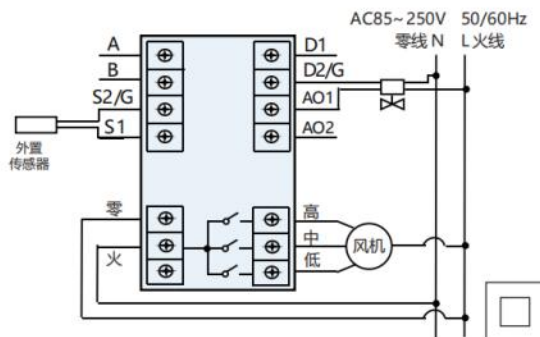 AC85~250V 50/60Hz
零线 N L 火线
A
B
S2/G
S1
D1
D2/G
AO1
AO2
外置
传感器
零
火
高
中
低
风机